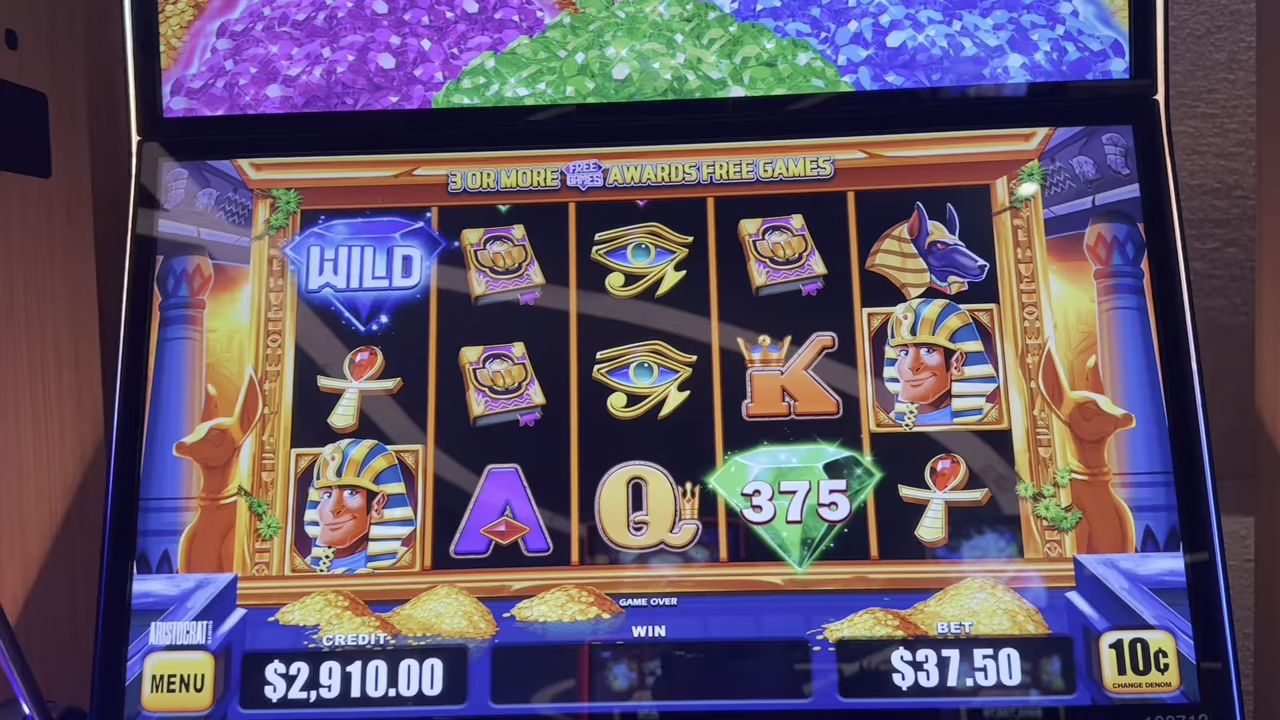 3 OR MORE FREE GAMES AWARDS FREE GAMES
WILD
K
A
Q
375
GAME OVER
ARISTOCRAT
CREDIT
WIN
BET
MENU
$2,910.00
$37.50
10¢
CHANGE DENOM